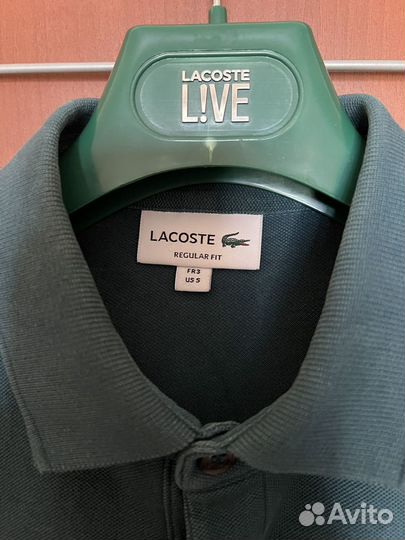 LACOSTE
L!VE
LACOSTE
REGULAR FIT
FR3
US S
Avito